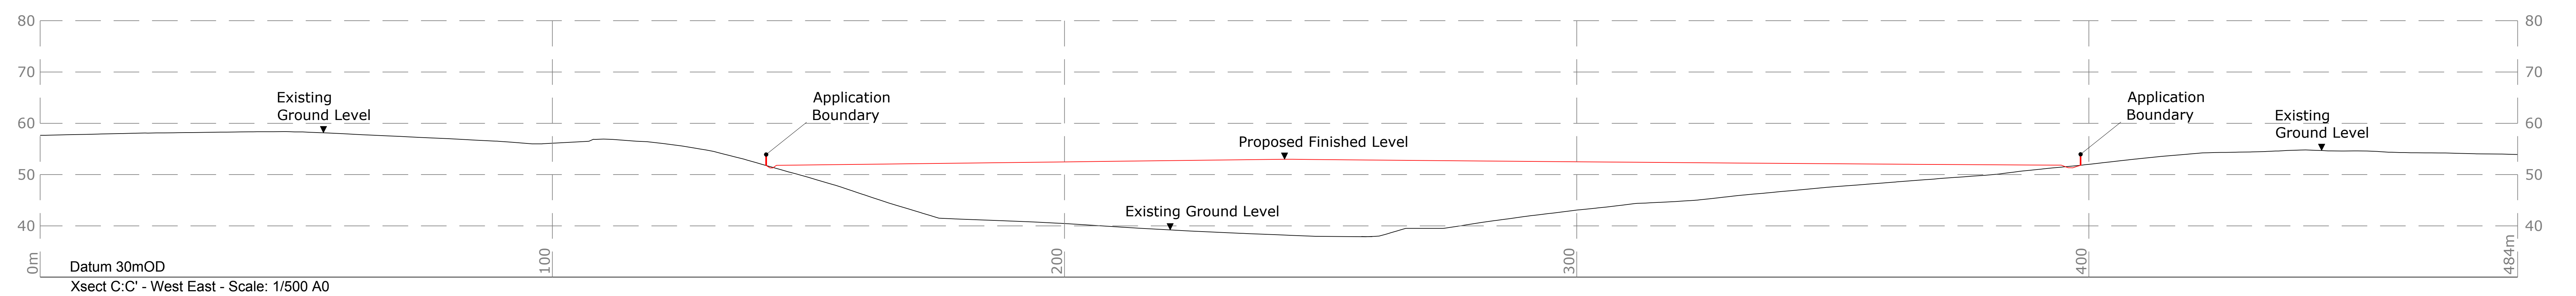 80
80
70
70
Existing
Ground Level
Application
Boundary
Application
Boundary
60
60
Existing
Ground Level
Proposed Finished Level
50
50
Existing Ground Level
40
40
0m
100
200
300
400
484m
Datum 30mOD
Xsect C:C' - West East - Scale: 1/500 A0